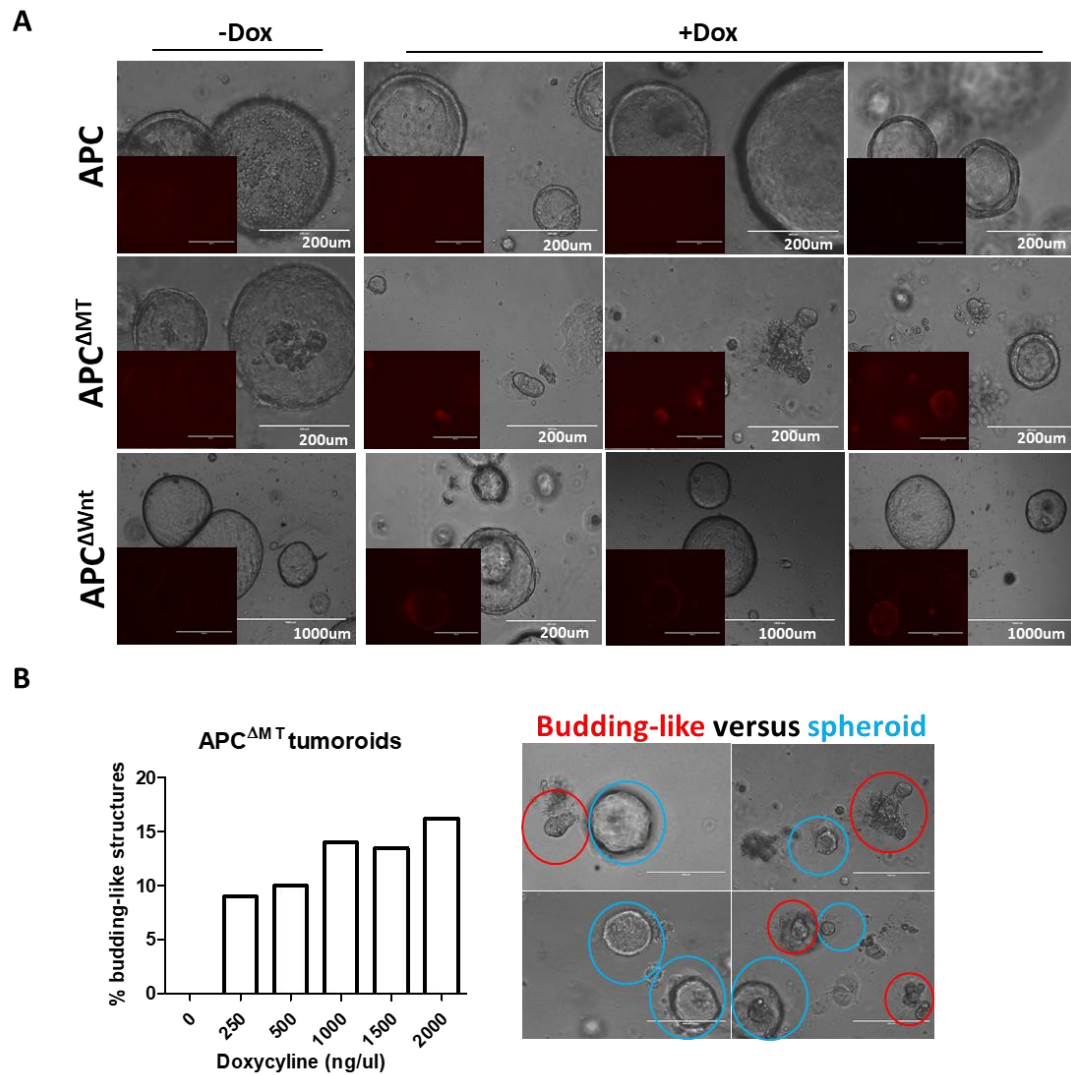 A
-Dox
+Dox
APC
200um
200um
200um
200um
APCΔMT
200um
200um
200um
200um
APCΔWnt
1000um
200um
1000um
1000um
B
APCΔMT tumoroids
% budding-like structures
20
15
10
5
0
0
250
500
1000
1500
2000
Doxycyline (ng/ul)
Budding-like versus spheroid